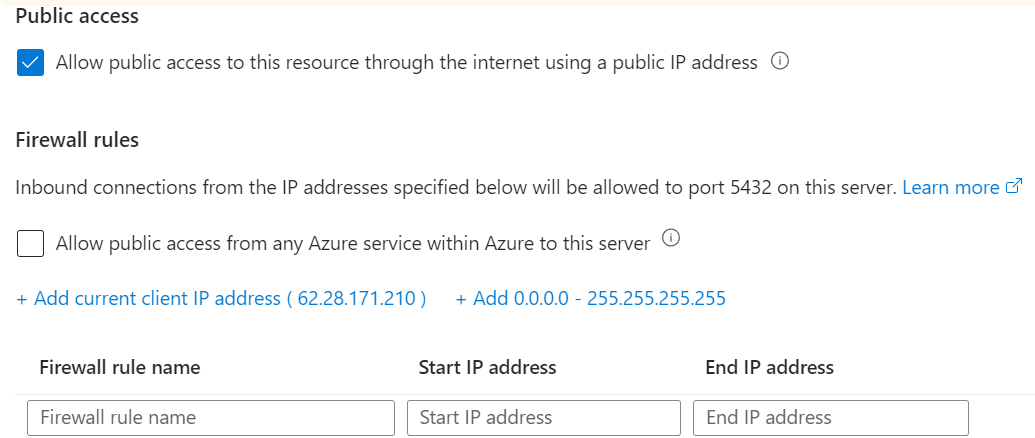 Public access
Allow public access to this resource through the internet using a public IP address
Firewall rules
Inbound connections from the IP addresses specified below will be allowed to port 5432 on this server. Learn more
Allow public access from any Azure service within Azure to this server
+ Add current client IP address ( 62.28.171.210 ) + Add 0.0.0.0 - 255.255.255.255
Firewall rule name Start IP address End IP address
Firewall rule name Start IP address End IP address